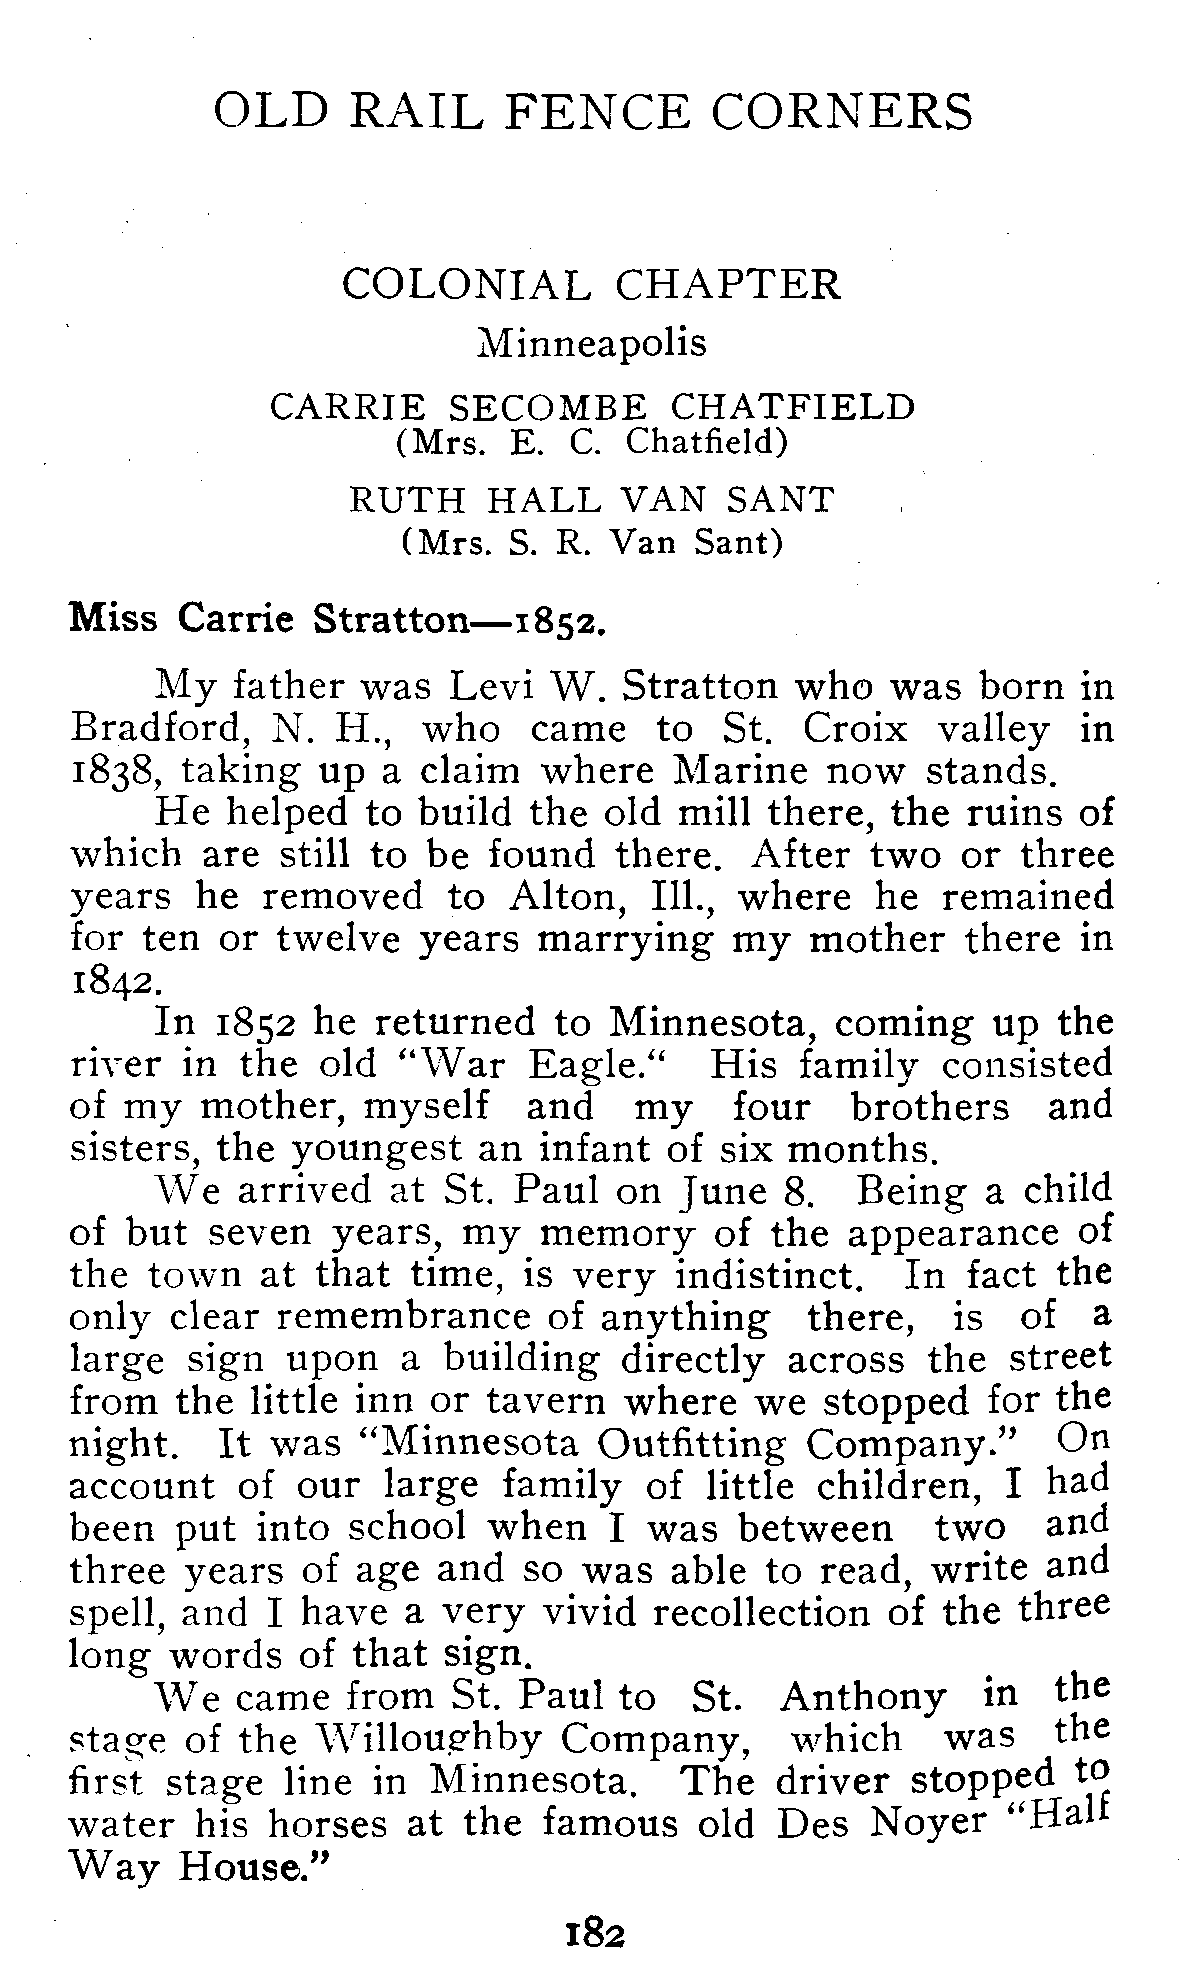 OLD RAIL FENCE CORNERS
COLONIAL CHAPTER
Minneapolis
CARRIE SECOMBE CHATFIELD
(Mrs. E. C. Chatfield)
RUTH HALL VAN SANT
(Mrs. S. R. Van Sant)
Miss Carrie Stratton—1852.
My father was Levi W. Stratton who was born in
Bradford, N. H., who came to St. Croix valley in
1838, taking up a claim where Marine now stands.
He helped to build the old mill there, the ruins of
which are still to be found there. After two or three
years he removed to Alton, Ill., where he remained
for ten or twelve years marrying my mother there in
1842.
In 1852 he returned to Minnesota, coming up the
river in the old “War Eagle.“ His family consisted
of my mother, myself and my four brothers and
sisters, the youngest an infant of six months.
We arrived at St. Paul on June 8. Being a child
of but seven years, my memory of the appearance of
the town at that time, is very indistinct. In fact the
only clear remembrance of anything there, is of a
large sign upon a building directly across the street
from the little inn or tavern where we stopped for the
night. It was “Minnesota Outfitting Company.” On
account of our large family of little children, I had
been put into school when I was between two and
three years of age and so was able to read, write and
spell, and I have a very vivid recollection of the three
long words of that sign.
We came from St. Paul to St. Anthony in the
stage of the Willoughby Company, which was the
first stage line in Minnesota. The driver stopped to
water his horses at the famous old Des Noyer “Half
Way House.”
182